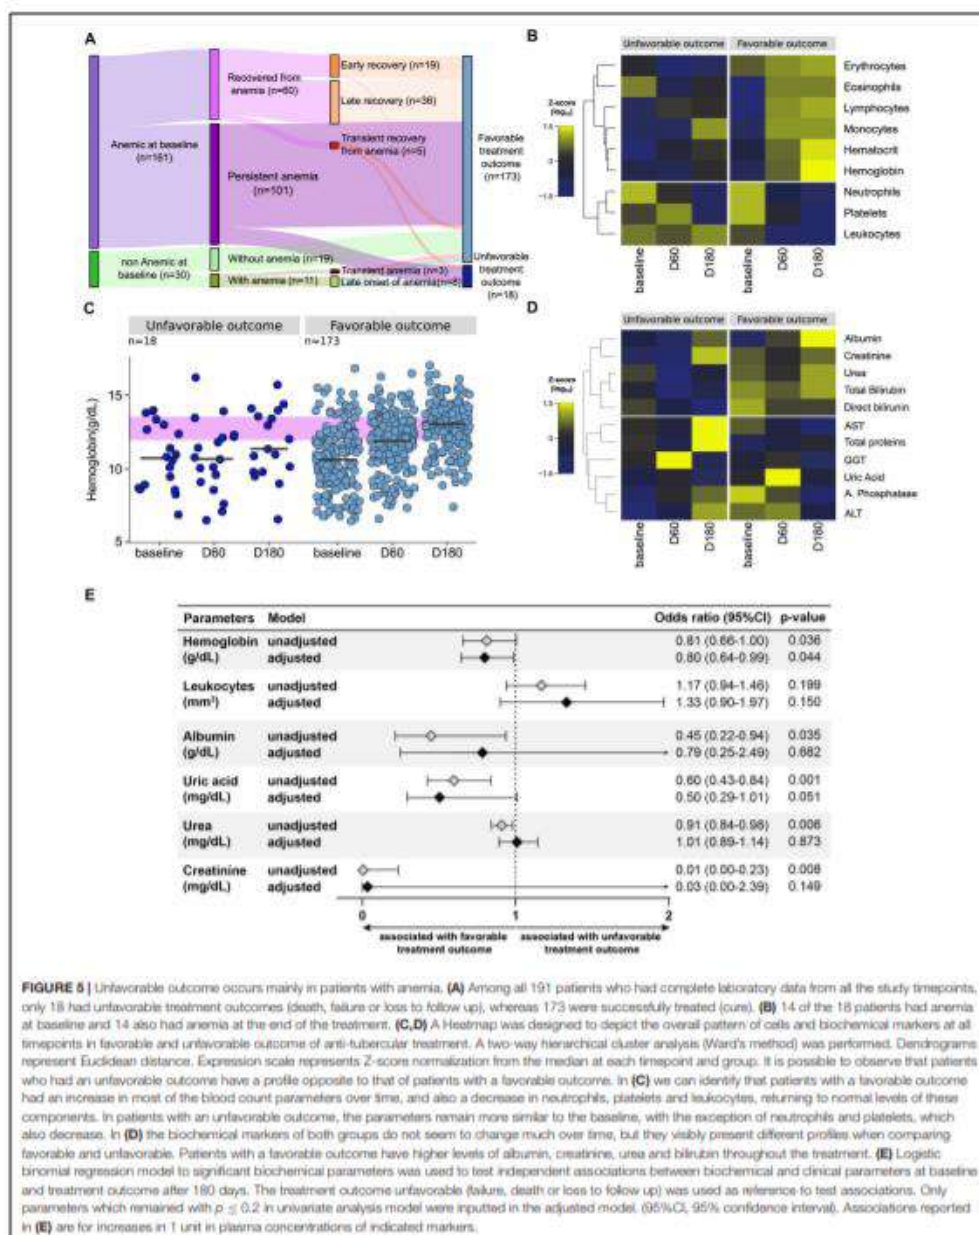 A
Anemic at baseline
(n=161)
non Anemic at
baseline (n=30)
Recovered from
anemia (n=60)
Persistent anemia
(n=101)
Without anemia (n=19)
With anemia (n=11)
Early recovery (n=19)
Late recovery (n=36)
Transient recovery
from anemia (n=5)
Transient anemia (n=3)
Late onset of anemia(n=8)
Favorable
treatment
outcome
(n=173)
Unfavorable
treatment
outcome
(n=18)
B
Unfavorable outcome Favorable outcome
Z-score
Erythrocytes
Eosinophils
Lymphocytes
Monocytes
Hematocrit
Hemoglobin
Neutrophils
Platelets
Leukocytes
baseline D60 D180 baseline D60 D180
C
Unfavorable outcome Favorable outcome
n=18 n=173
Hemoglobin(g/dL)
15
10
5
baseline D60 D180 baseline D60 D180
D
Unfavorable outcome Favorable outcome
Z-score
Albumin
Creatinine
Urea
Total Bilirubin
Direct bilirunin
AST
Total proteins
GGT
Uric Acid
A. Phosphatase
ALT
baseline D60 D180 baseline D60 D180
E
Parameters Model Odds ratio (95%CI) p-value
Hemoglobin unadjusted 0.81 (0.66-1.00) 0.036
(g/dL) adjusted 0.80 (0.64-0.99) 0.044
Leukocytes unadjusted 1.17 (0.94-1.46) 0.199
(mm³) adjusted 1.33 (0.90-1.97) 0.150
Albumin unadjusted 0.45 (0.22-0.94) 0.035
(g/dL) adjusted 0.79 (0.25-2.49) 0.682
Uric acid unadjusted 0.60 (0.43-0.84) 0.001
(mg/dL) adjusted 0.50 (0.29-1.01) 0.051
Urea unadjusted 0.91 (0.84-0.98) 0.006
(mg/dL) adjusted 1.01 (0.89-1.14) 0.873
Creatinine unadjusted 0.01 (0.00-0.23) 0.008
(mg/dL) adjusted 0.03 (0.00-2.39) 0.149
0 1 2
associated with favorable associated with unfavorable
treatment outcome treatment outcome
FIGURE 5 | Unfavorable outcome occurs mainly in patients with anemia. (A) Among all 191 patients who had complete laboratory data from all the study timepoints,
only 18 had unfavorable treatment outcomes (death, failure or loss to follow up), whereas 173 were successfully treated (cure). (B) 14 of the 18 patients had anemia
at baseline and 14 also had anemia at the end of the treatment. (C,D) A Heatmap was designed to depict the overall pattern of cells and biochemical markers at all
timepoints in favorable and unfavorable outcome of anti-tubercular treatment. A two-way hierarchical cluster analysis (Ward's method) was performed. Dendrograms
represent Euclidean distance. Expression scale represents Z-score normalization from the median at each timepoint and group. It is possible to observe that patients
who had an unfavorable outcome have a profile opposite to that of patients with a favorable outcome. In (C) we can identify that patients with a favorable outcome
had an increase in most of the blood count parameters over time, and also a decrease in neutrophils, platelets and leukocytes, returning to normal levels of these
components. In patients with an unfavorable outcome, the parameters remain more similar to the baseline, with the exception of neutrophils and platelets, which
also decrease. In (D) the biochemical markers of both groups do not seem to change much over time, but they visibly present different profiles when comparing
favorable and unfavorable. Patients with a favorable outcome have higher levels of albumin, creatinine, urea and bilirubin throughout the treatment. (E) Logistic
binomial regression model to significant biochemical parameters was used to test independent associations between biochemical and clinical parameters at baseline
and treatment outcome after 180 days. The treatment outcome unfavorable (failure, death or loss to follow up) was used as reference to test associations. Only
parameters which remained with p ≤ 0.2 in univariate analysis model were inputted in the adjusted model. (95%CI, 95% confidence interval). Associations reported
in (E) are for increases in 1 unit in plasma concentrations of indicated markers.